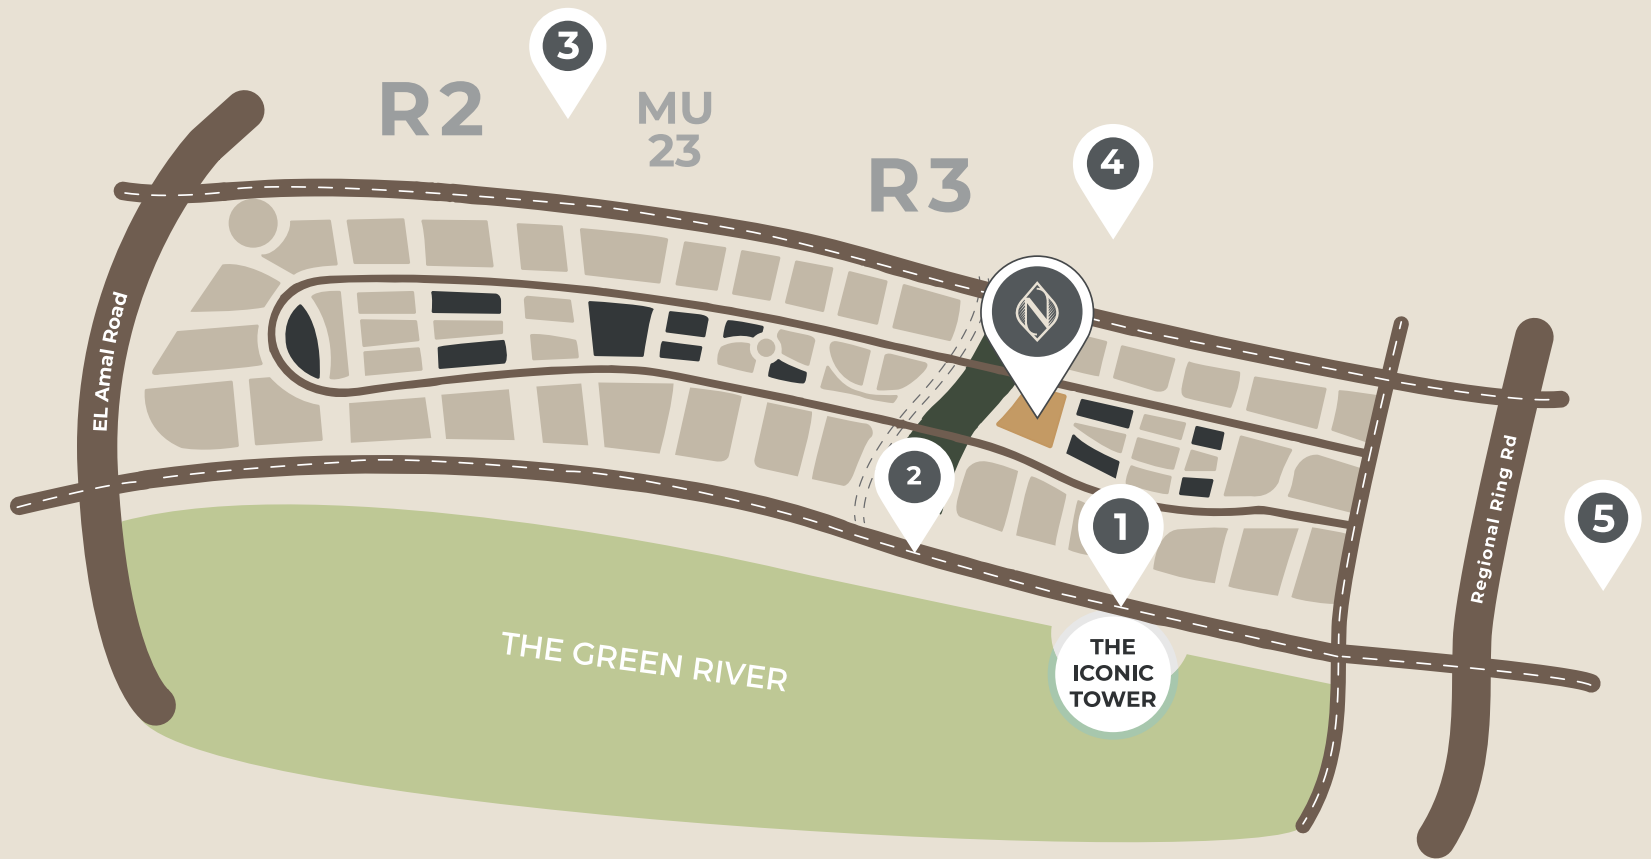 3
R2
MU
23
4
R3
N
EL Amal Road
2
1
Regional Ring Rd
5
THE GREEN RIVER
THE
ICONIC
TOWER